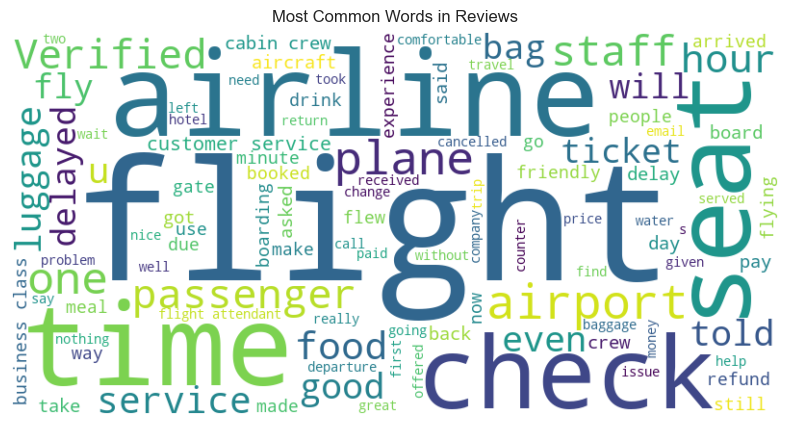 Most Common Words in Reviews
two
cabin crew
comfortable
bag
staff
arrived
Verified
aircraft
experience
travel
hour
fly
need
took
said
airline
will
drink
left
hotel
return
people
email
board
wait
customer service
cancelled
go
seat
luggage
delayed
u
minute
plane
ticket
booked
friendly
delay
flying
gate
received
change
trip
served
flight
got
use
boarding
asked
flew
price
water
s
nice
due
make
call
company
counter
day
given
problem
well
paid
without
find
pay
one
passenger
airport
business class
say
meal
flight attendant
now
time
really
going
back
even
baggage
crew
money
told
nothing
way
food
departure
first
offered
check
issue
help
refund
take
service
made
good
great
still